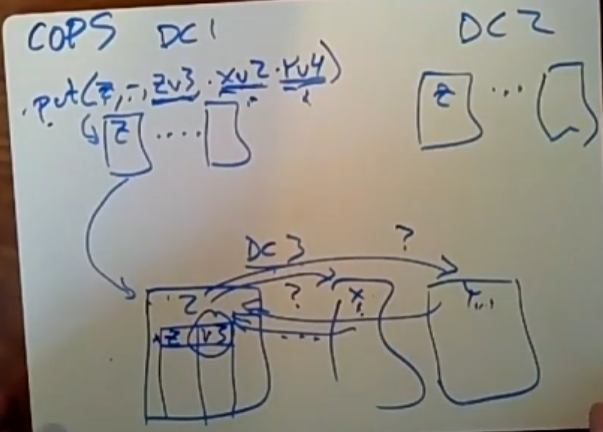 COPS DC1
DC2
.put(z, -, zv3, xv2, Yv4)
z ....
z ...
DC3
?
?
z
x
z v3
...